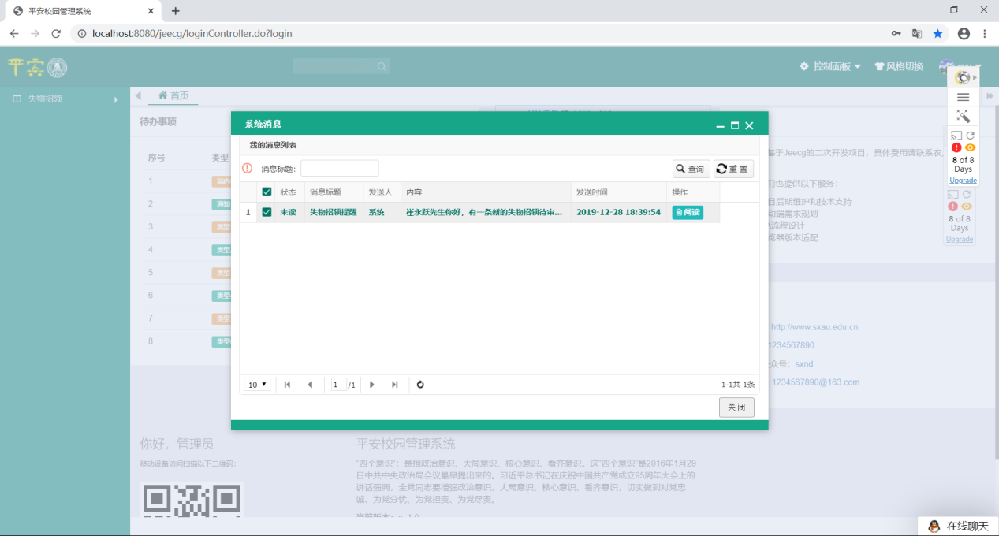 平安校园管理系统
localhost:8080/jeecg/loginController.do?login
平安
控制面板
风格切换
失物招领
首页
待办事项
系统消息
我的消息列表
消息标题:
查询
重 置
序号
类型
状态
消息标题
发送人
内容
发送时间
操作
1
未读
失物招领提醒
系统
崔永跃先生你好，有一条新的失物招领待审...
2019-12-28 18:39:54
阅读
1
2
通知
3
类型
4
类型
5
类型
6
类型
7
类型
8
类型
10
1
/1
1-1共 1条
关 闭
基于Jeecg的二次开发项目，具体费用请联系农
们也提供以下服务：
目后期维护和技术支持
动端需求规划
流程设计
览器版本适配
8 of 8
Days
Upgrade
8 of 8
Days
Upgrade
http://www.sxau.edu.cn
1234567890
公众号：sxnd
1234567890@163.com
你好，管理员
移动设备访问扫描以下二维码：
平安校园管理系统
"四个意识"：是指政治意识、大局意识、核心意识、看齐意识。这"四个意识"是2016年1月29
日中共中央政治局会议最早提出来的。习近平总书记在庆祝中国共产党成立95周年大会上的
讲话强调，全党同志要增强政治意识、大局意识、核心意识、看齐意识，切实做到对党忠
诚、为党分忧、为党担责、为党尽责。
当前版本：v_1.0
在线聊天